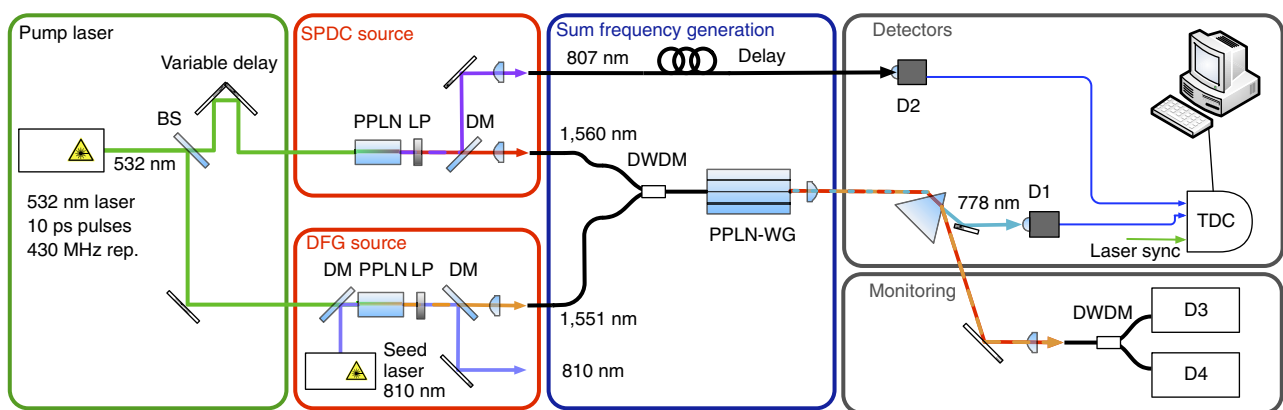 Pump laser
Variable delay
BS
532 nm
532 nm laser
10 ps pulses
430 MHz rep.
SPDC source
PPLN LP
DM
DFG source
DM PPLN LP DM
Seed
laser
810 nm
Sum frequency generation
807 nm
Delay
1,560 nm
DWDM
PPLN-WG
1,551 nm
810 nm
Detectors
D2
778 nm
D1
TDC
Laser sync
Monitoring
DWDM
D3
D4